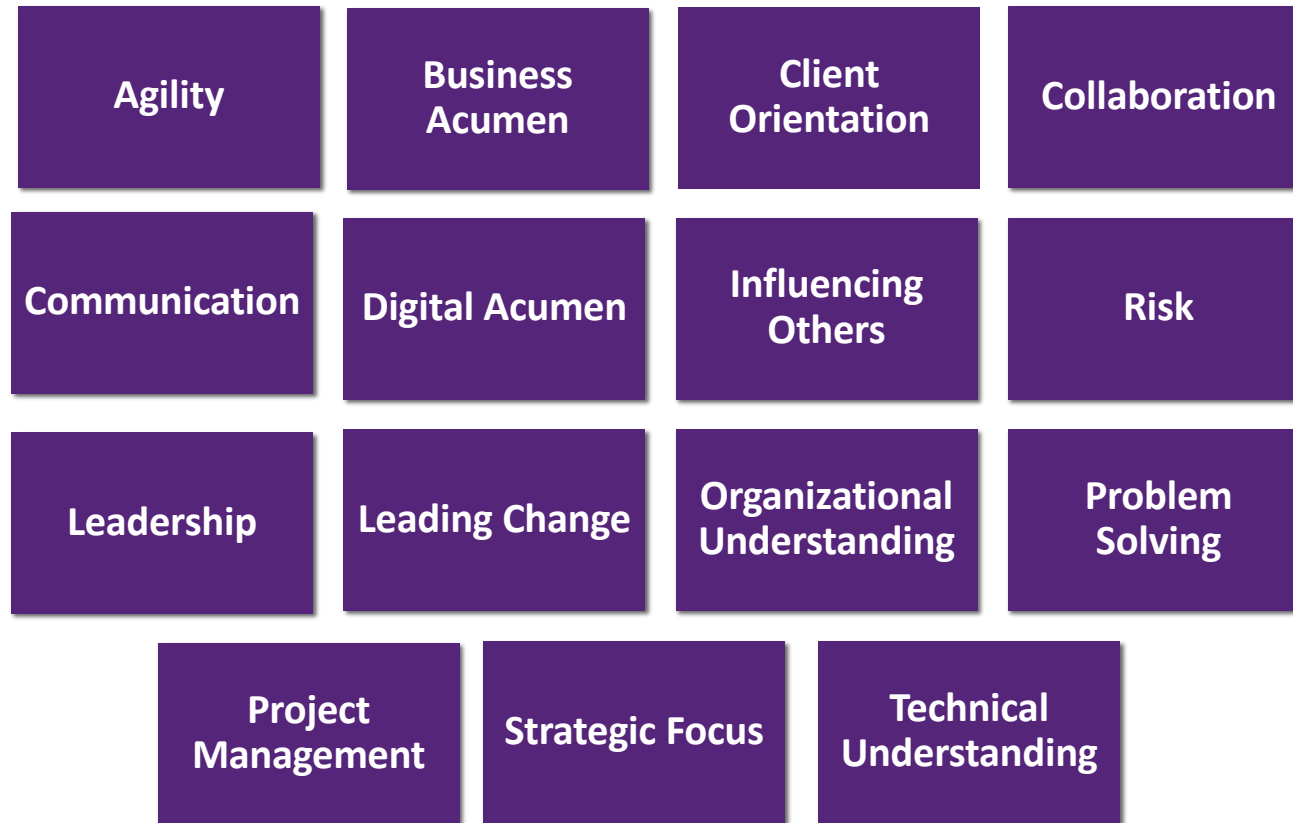 Agility
Business
Acumen
Client
Orientation
Collaboration
Communication
Digital Acumen
Influencing
Others
Risk
Leadership
Leading Change
Organizational
Understanding
Problem
Solving
Project
Management
Strategic Focus
Technical
Understanding